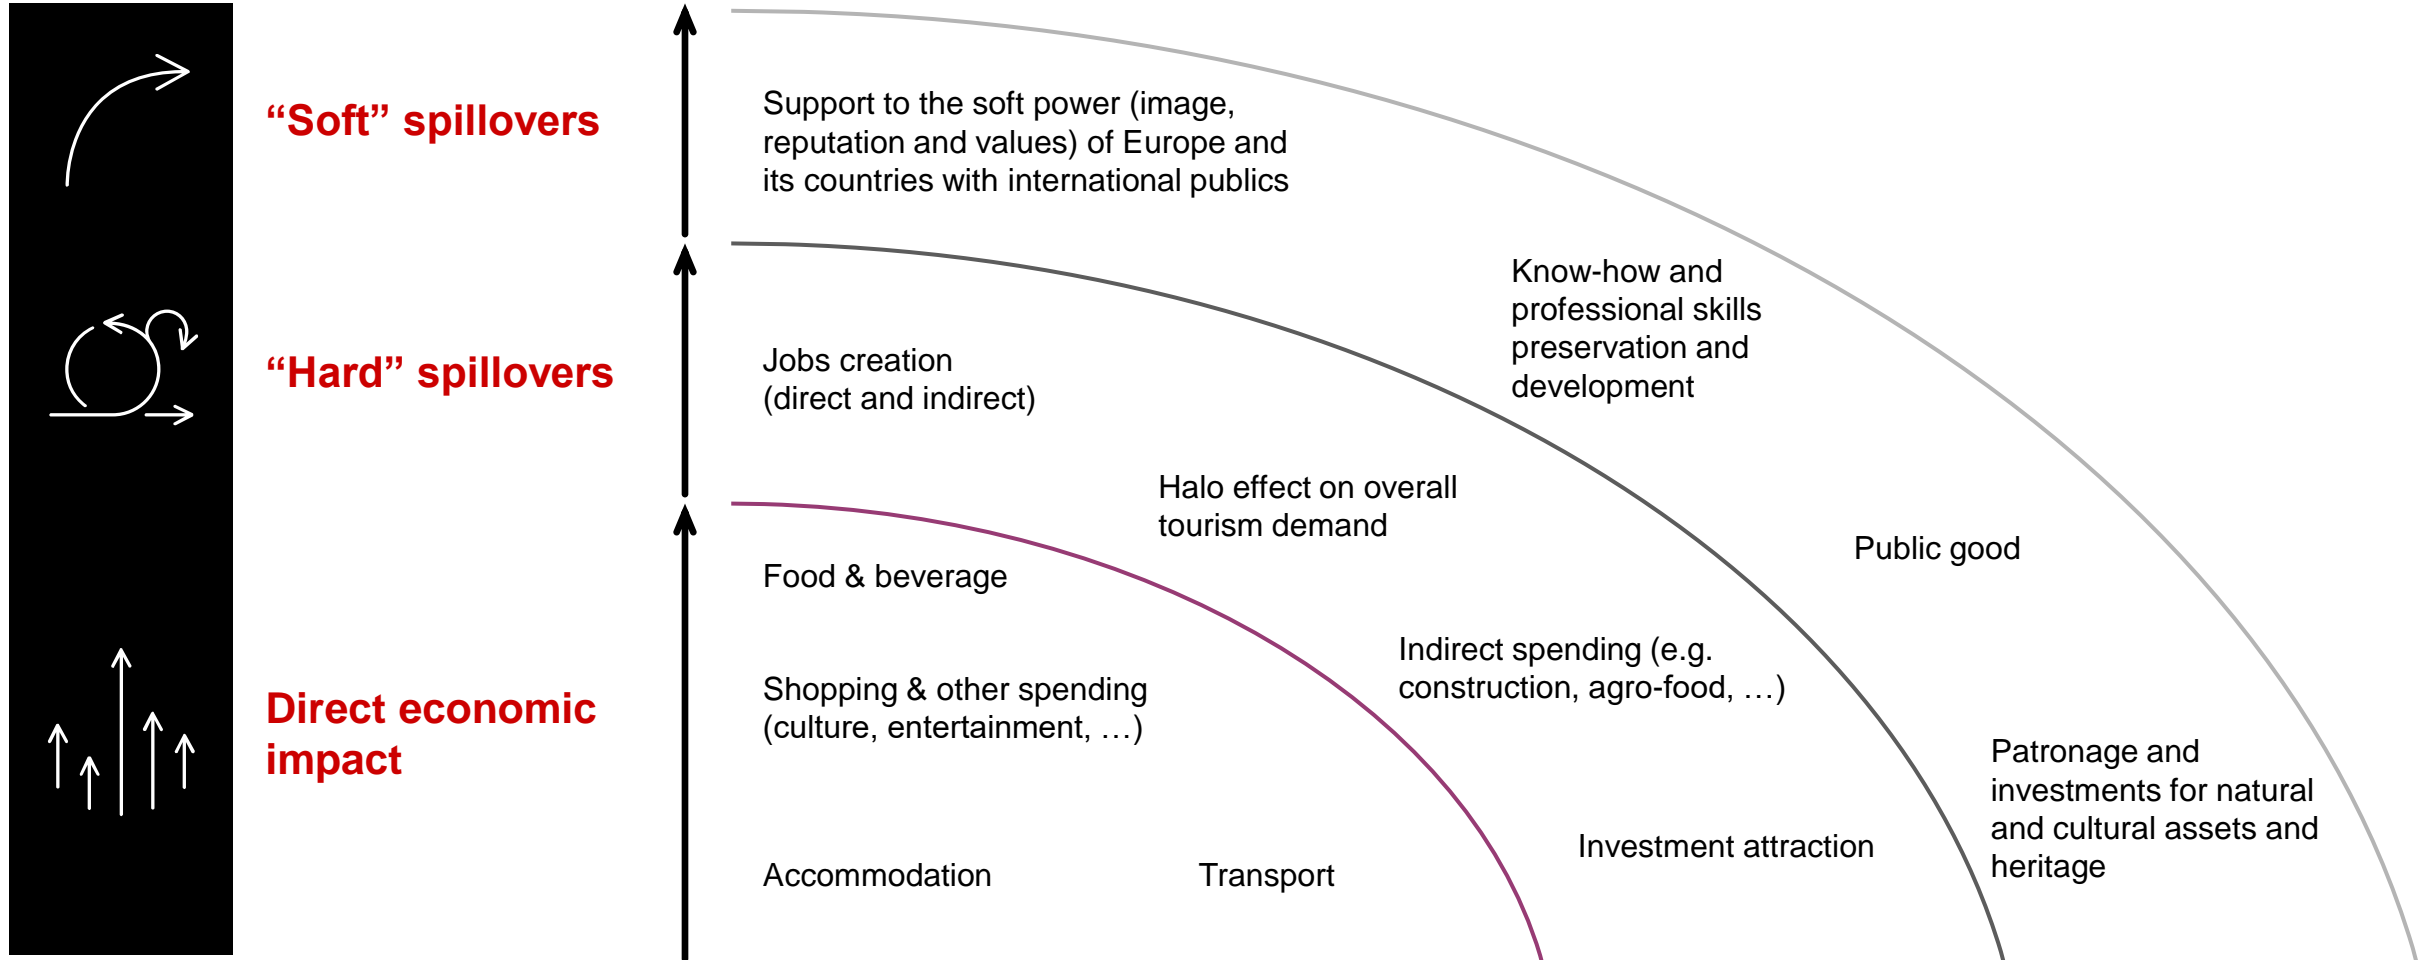 “Soft” spillovers
Support to the soft power (image,
reputation and values) of Europe and
its countries with international publics
Know-how and
professional skills
preservation and
development
Public good
Patronage and
investments for natural
and cultural assets and
heritage
“Hard” spillovers
Jobs creation
(direct and indirect)
Halo effect on overall
tourism demand
Indirect spending (e.g.
construction, agro-food, …)
Investment attraction
Direct economic
impact
Food & beverage
Shopping & other spending
(culture, entertainment, …)
Accommodation
Transport